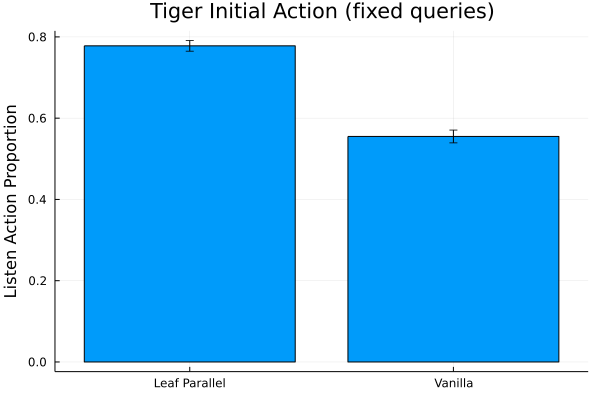 Tiger Initial Action (fixed queries)
Listen Action Proportion
0.8
0.6
0.4
0.2
0.0
Leaf Parallel
Vanilla